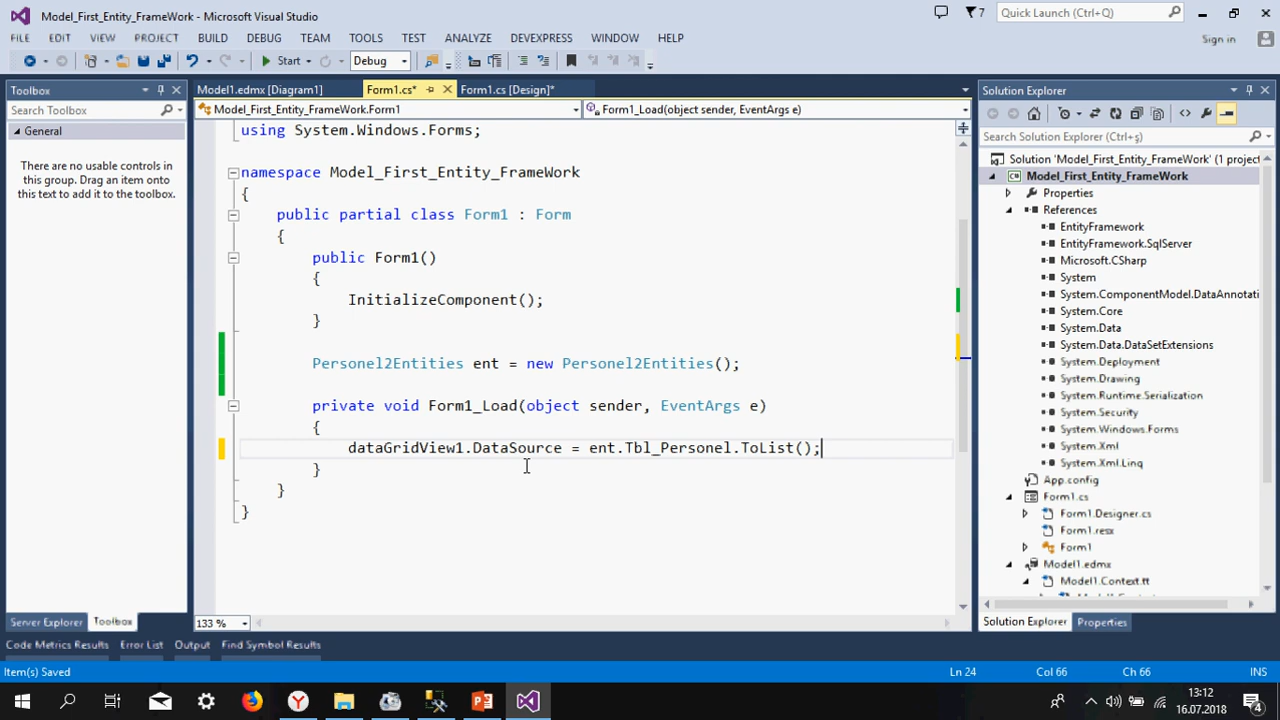 Model_First_Entity_FrameWork - Microsoft Visual Studio
7
Quick Launch (Ctrl+Q)
FILE EDIT VIEW PROJECT BUILD DEBUG TEAM TOOLS TEST ANALYZE DEVEXPRESS WINDOW HELP
Sign in
Start Debug
Toolbox
Model1.edmx [Diagram1] Form1.cs* Form1.cs [Design]*
Solution Explorer
Search Toolbox
Model_First_Entity_FrameWork.Form1
Form1_Load(object sender, EventArgs e)
General
There are no usable controls in
this group. Drag an item onto
this text to add it to the toolbox.
using System.Windows.Forms;
namespace Model_First_Entity_FrameWork
{
public partial class Form1 : Form
{
public Form1()
{
InitializeComponent();
}
Personel2Entities ent = new Personel2Entities();
private void Form1_Load(object sender, EventArgs e)
{
dataGridView1.DataSource = ent.Tbl_Personel.ToList();
}
}
}
133 %
Search Solution Explorer (Ctrl+ş)
Solution 'Model_First_Entity_FrameWork' (1 project
Model_First_Entity_FrameWork
Properties
References
EntityFramework
EntityFramework.SqlServer
Microsoft.CSharp
System
System.ComponentModel.DataAnnotati
System.Core
System.Data
System.Data.DataSetExtensions
System.Deployment
System.Drawing
System.Runtime.Serialization
System.Security
System.Windows.Forms
System.Xml
System.Xml.Linq
App.config
Form1.cs
Form1.Designer.cs
Form1.resx
Form1
Model1.edmx
Model1.Context.tt
Server Explorer Toolbox
Solution Explorer Properties
Code Metrics Results Error List Output Find Symbol Results
Item(s) Saved
Ln 24 Col 66 Ch 66 INS
13:12
16.07.2018